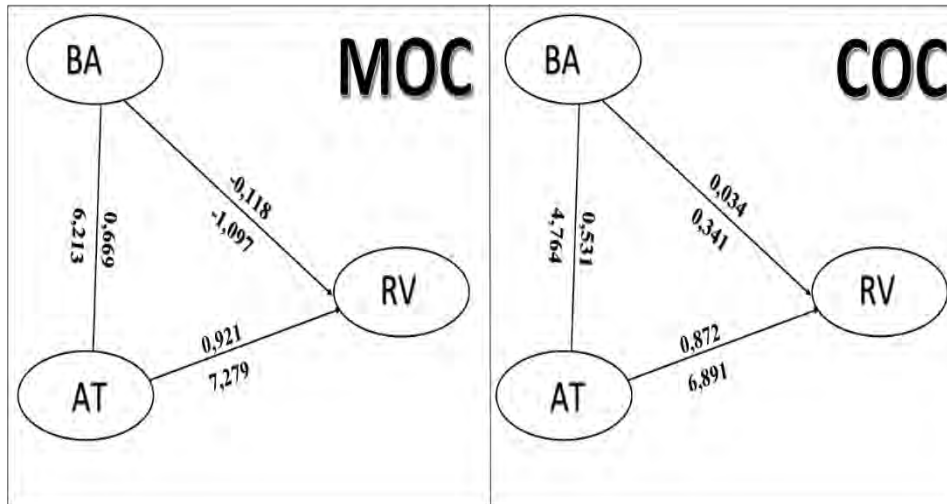 MOC
BA
-0,118
-1,097
0,669
6,213
RV
0,921
7,279
AT
COC
BA
0,034
0,341
0,531
4,764
RV
0,872
6,891
AT